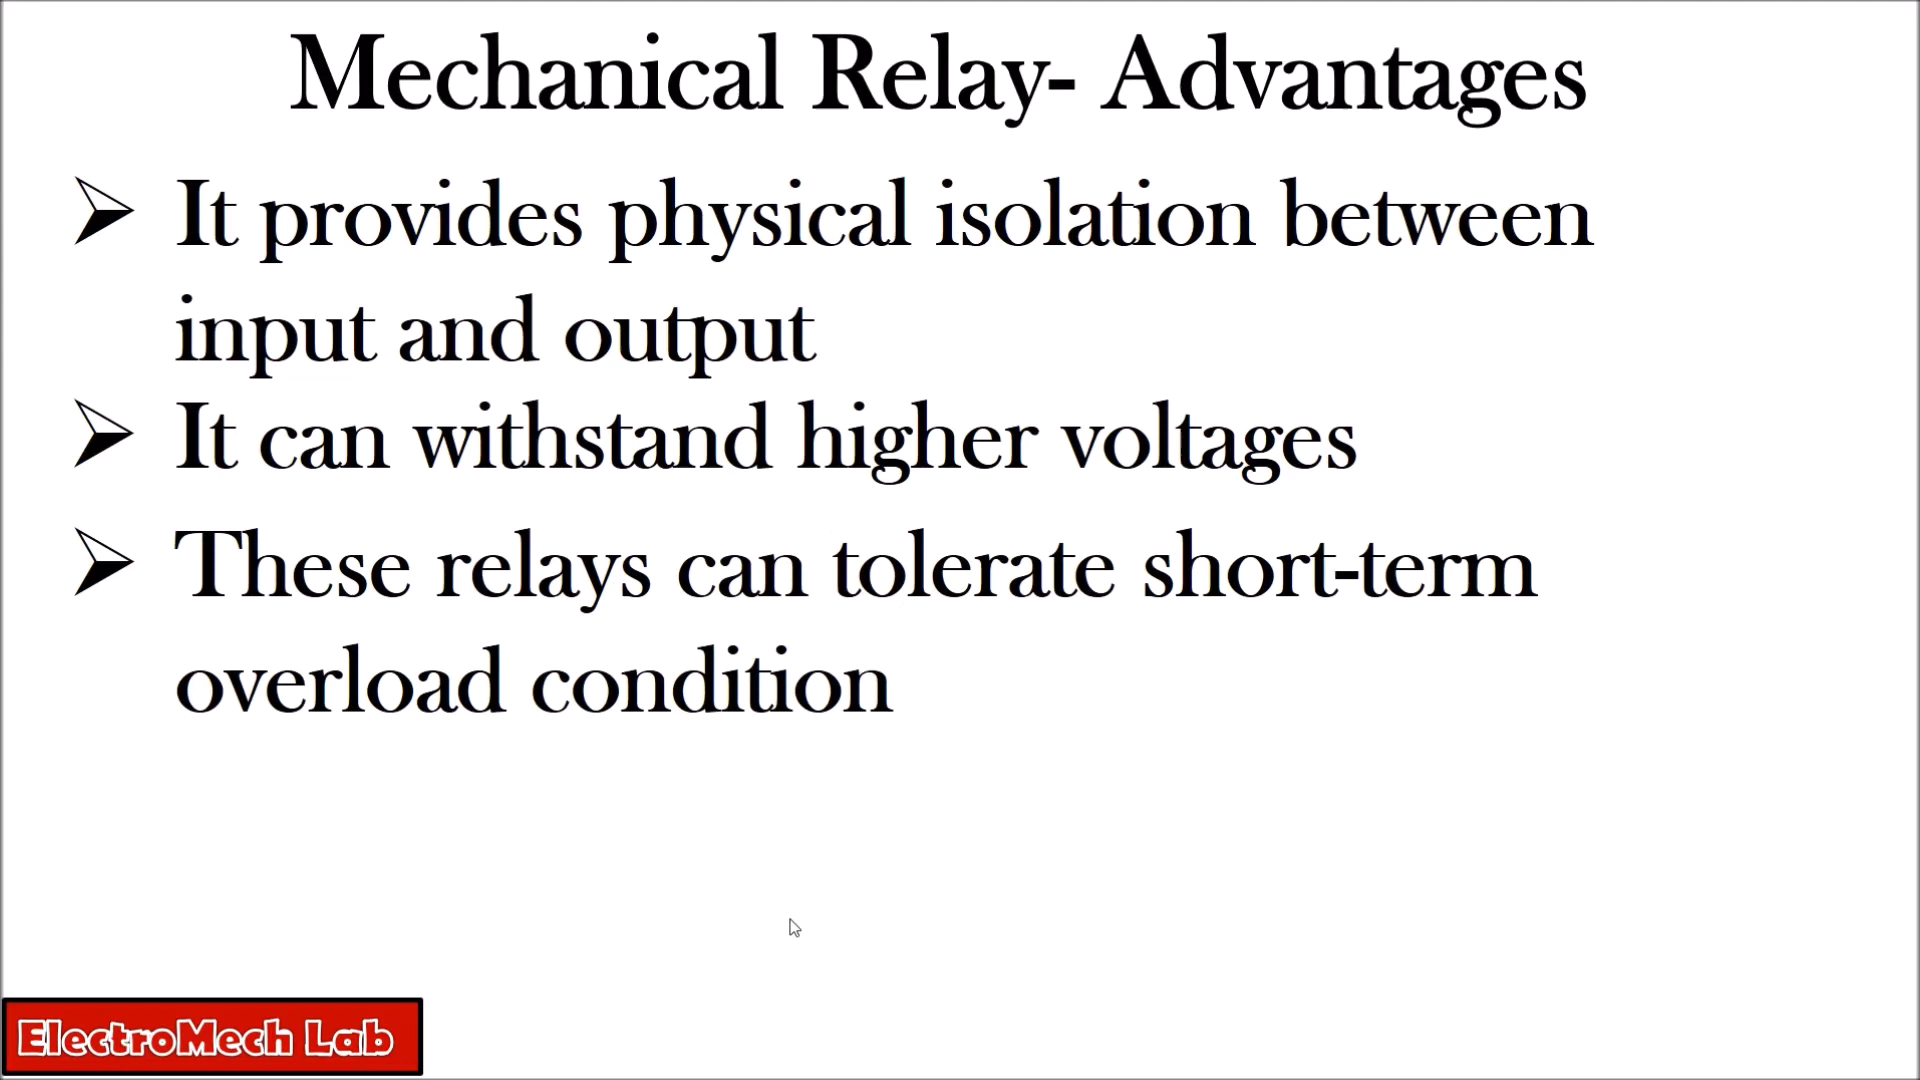 Mechanical Relay- Advantages
It provides physical isolation between
input and output
It can withstand higher voltages
These relays can tolerate short-term
overload condition
ElectroMech Lab